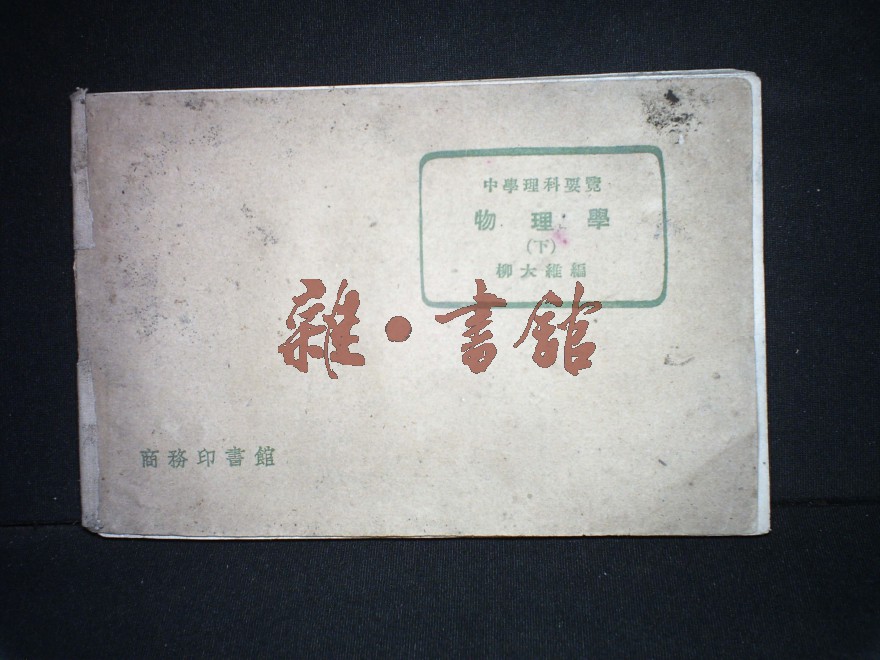 中學理科要覽
物理學
(下)
柳大維編
雜·書館
商務印書館